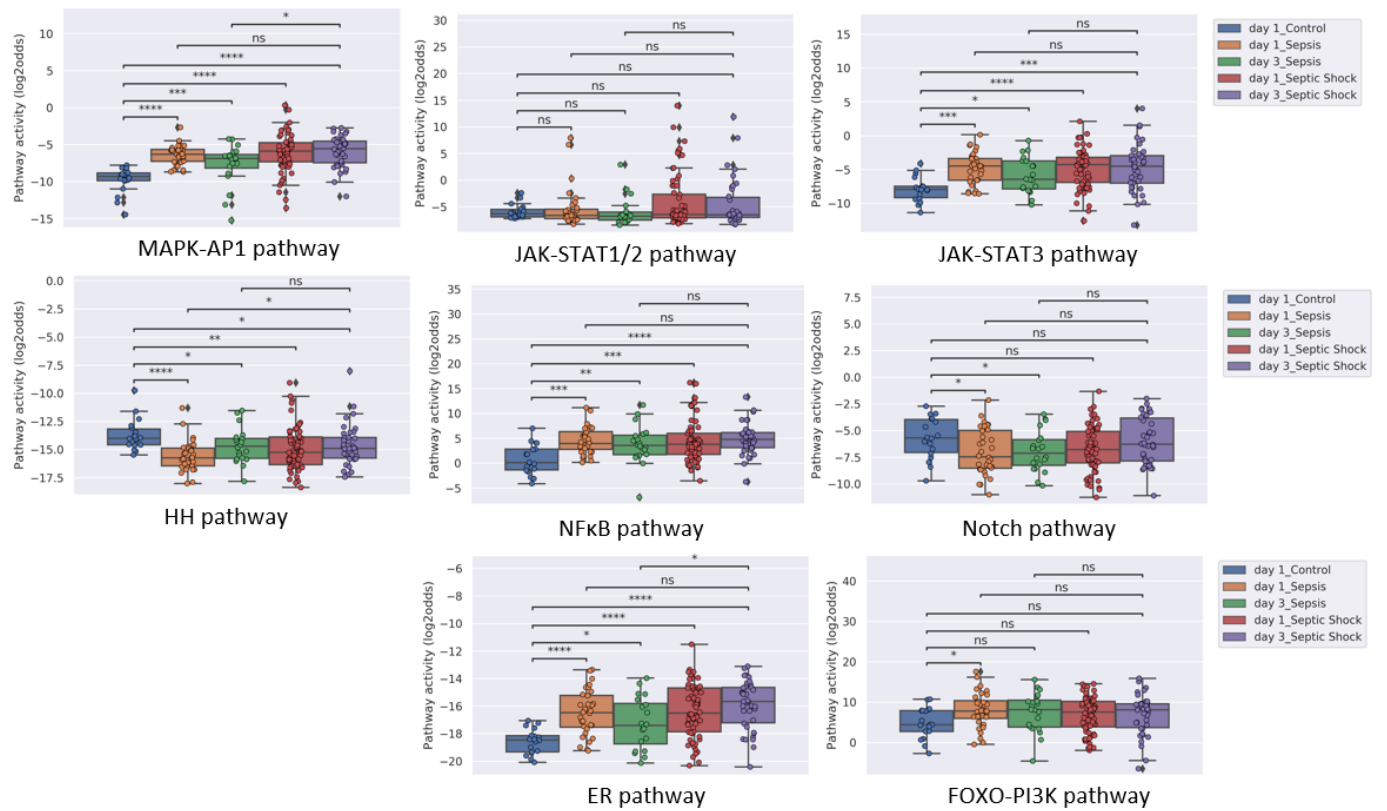 10
5
0
−5
−10
−15
Pathway activity (log2odds)
*
ns
****
****
***
****
MAPK-AP1 pathway
30
25
20
15
10
5
0
−5
Pathway activity (log2odds)
ns
ns
ns
ns
ns
ns
JAK-STAT1/2 pathway
15
10
5
0
−5
−10
Pathway activity (log2odds)
ns
ns
***
****
*
***
JAK-STAT3 pathway
day 1_Control
day 1_Sepsis
day 3_Sepsis
day 1_Septic Shock
day 3_Septic Shock
0.0
−2.5
−5.0
−7.5
−10.0
−12.5
−15.0
−17.5
Pathway activity (log2odds)
ns
*
*
**
*
****
HH pathway
35
30
25
20
15
10
5
0
−5
Pathway activity (log2odds)
ns
ns
****
***
**
***
NFκB pathway
7.5
5.0
2.5
0.0
−2.5
−5.0
−7.5
−10.0
Pathway activity (log2odds)
ns
ns
ns
ns
*
*
Notch pathway
day 1_Control
day 1_Sepsis
day 3_Sepsis
day 1_Septic Shock
day 3_Septic Shock
−6
−8
−10
−12
−14
−16
−18
−20
Pathway activity (log2odds)
*
ns
****
****
*
****
ER pathway
40
30
20
10
0
Pathway activity (log2odds)
ns
ns
ns
ns
ns
*
FOXO-PI3K pathway
day 1_Control
day 1_Sepsis
day 3_Sepsis
day 1_Septic Shock
day 3_Septic Shock